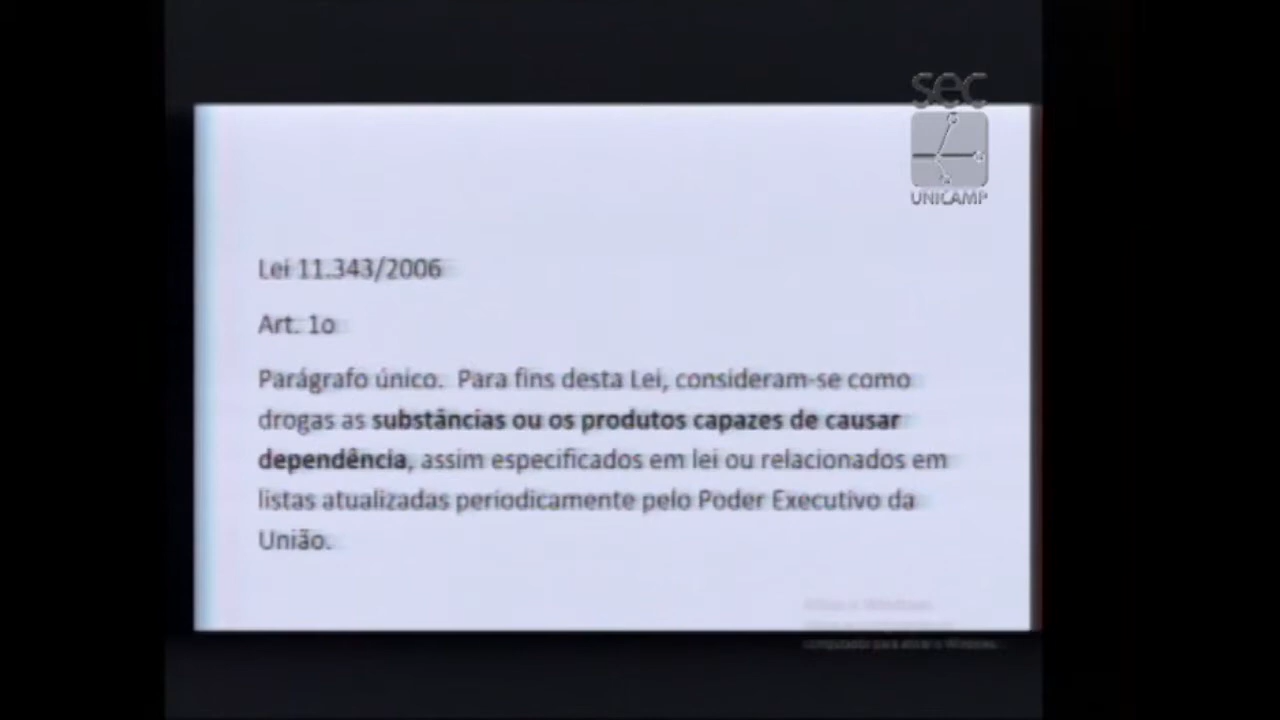 sec
UNICAMP
Lei 11.343/2006
Art. 1o
Parágrafo único.  Para fins desta Lei, consideram-se como
drogas as substâncias ou os produtos capazes de causar
dependência, assim especificados em lei ou relacionados em
listas atualizadas periodicamente pelo Poder Executivo da
União.